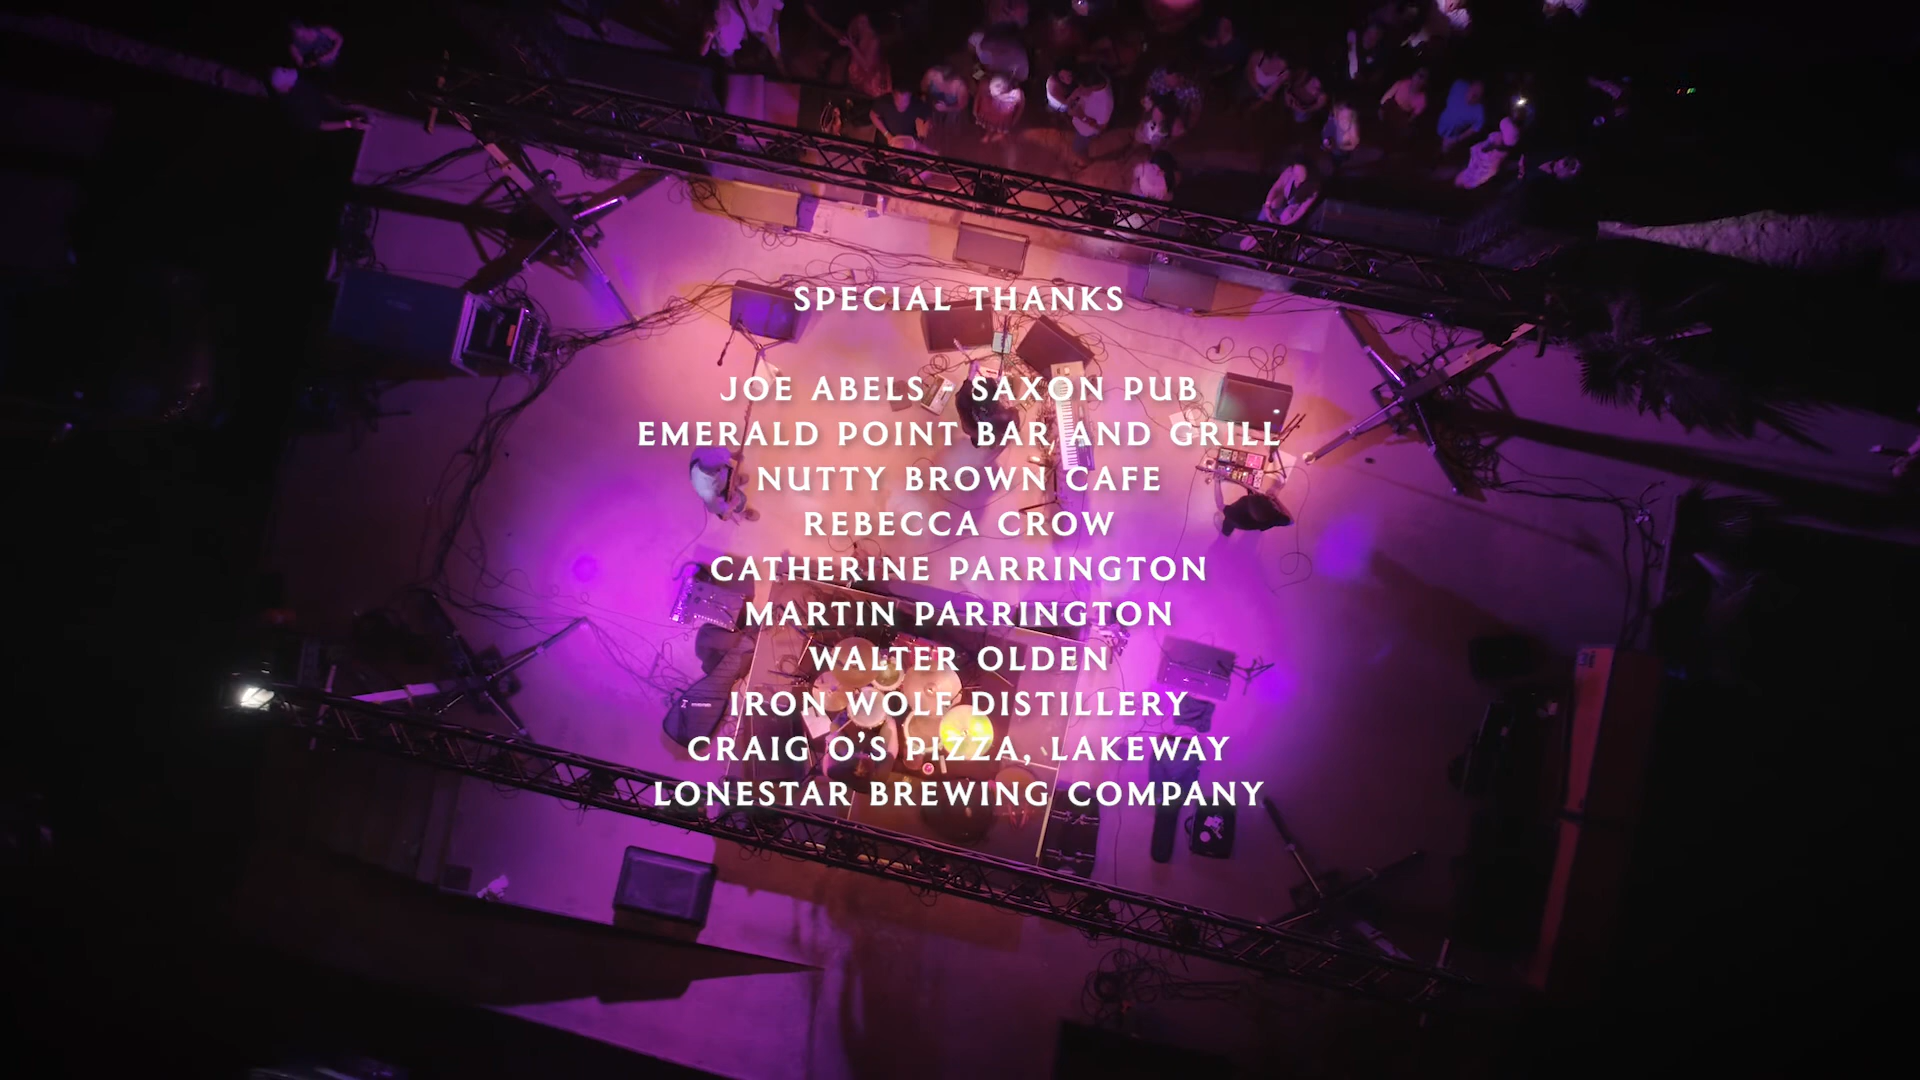 SPECIAL THANKS
JOE ABELS - SAXON PUB
EMERALD POINT BAR AND GRILL
NUTTY BROWN CAFE
REBECCA CROW
CATHERINE PARRINGTON
MARTIN PARRINGTON
WALTER OLDEN
IRON WOLF DISTILLERY
CRAIG O’S PIZZA, LAKEWAY
LONESTAR BREWING COMPANY